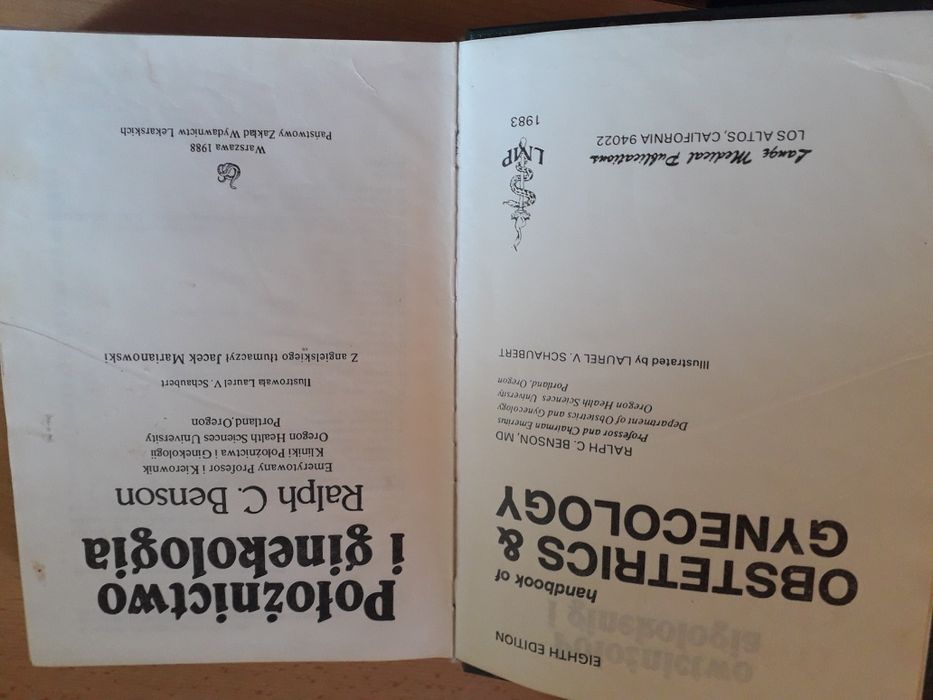 EIGHTH EDITION
handbook of
OBSTETRICS &
GYNECOLOGY
RALPH C. BENSON, MD
Professor and Chairman Emeritus
Department of Obstetrics and Gynecology
Oregon Health Sciences University
Portland, Oregon
Illustrated by LAUREL V. SCHAUBERT
LMP
Lange Medical Publications
LOS ALTOS, CALIFORNIA 94022
1983
Położnictwo
i ginekologia
Ralph C. Benson
Emerytowany Profesor i Kierownik
Kliniki Położnictwa i Ginekologii
Oregon Health Sciences University
Portland,Oregon
Ilustrowała Laurel V. Schaubert
Z angielskiego tłumaczył Jacek Marianowski
Warszawa 1988
Państwowy Zakład Wydawnictw Lekarskich